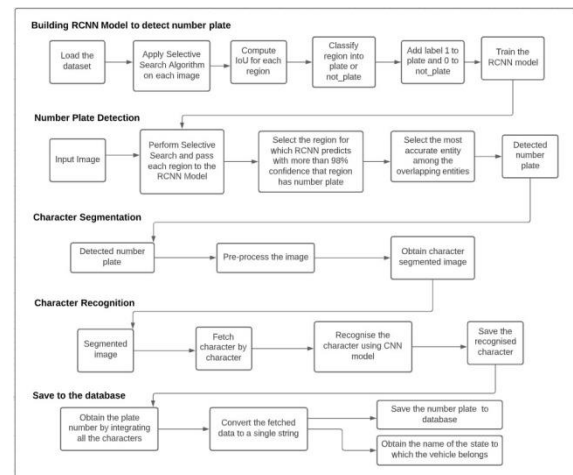 Building RCNN Model to detect number plate
Load the
dataset
Apply Selective
Search Algorithm
on each image
Compute
IoU for each
region
Classify
region into
plate or
not_plate
Add label 1 to
plate and 0 to
not_plate
Train the
RCNN model
Number Plate Detection
Input Image
Perform Selective
Search and pass
each region to the
RCNN Model
Select the region for
which RCNN predicts
with more than 98%
confidence that region
has number plate
Select the most
accurate entity
among the
overlapping entities
Detected
number
plate
Character Segmentation
Detected number
plate
Pre-process the image
Obtain character
segmented image
Character Recognition
Segmented
image
Fetch
character by
character
Recognise the
character using CNN
model
Save the
recognised
character
Save to the database
Obtain the plate
number by integrating
all the characters
Convert the fetched
data to a single string
Save the number plate to
database
Obtain the name of the state to
which the vehicle belongs